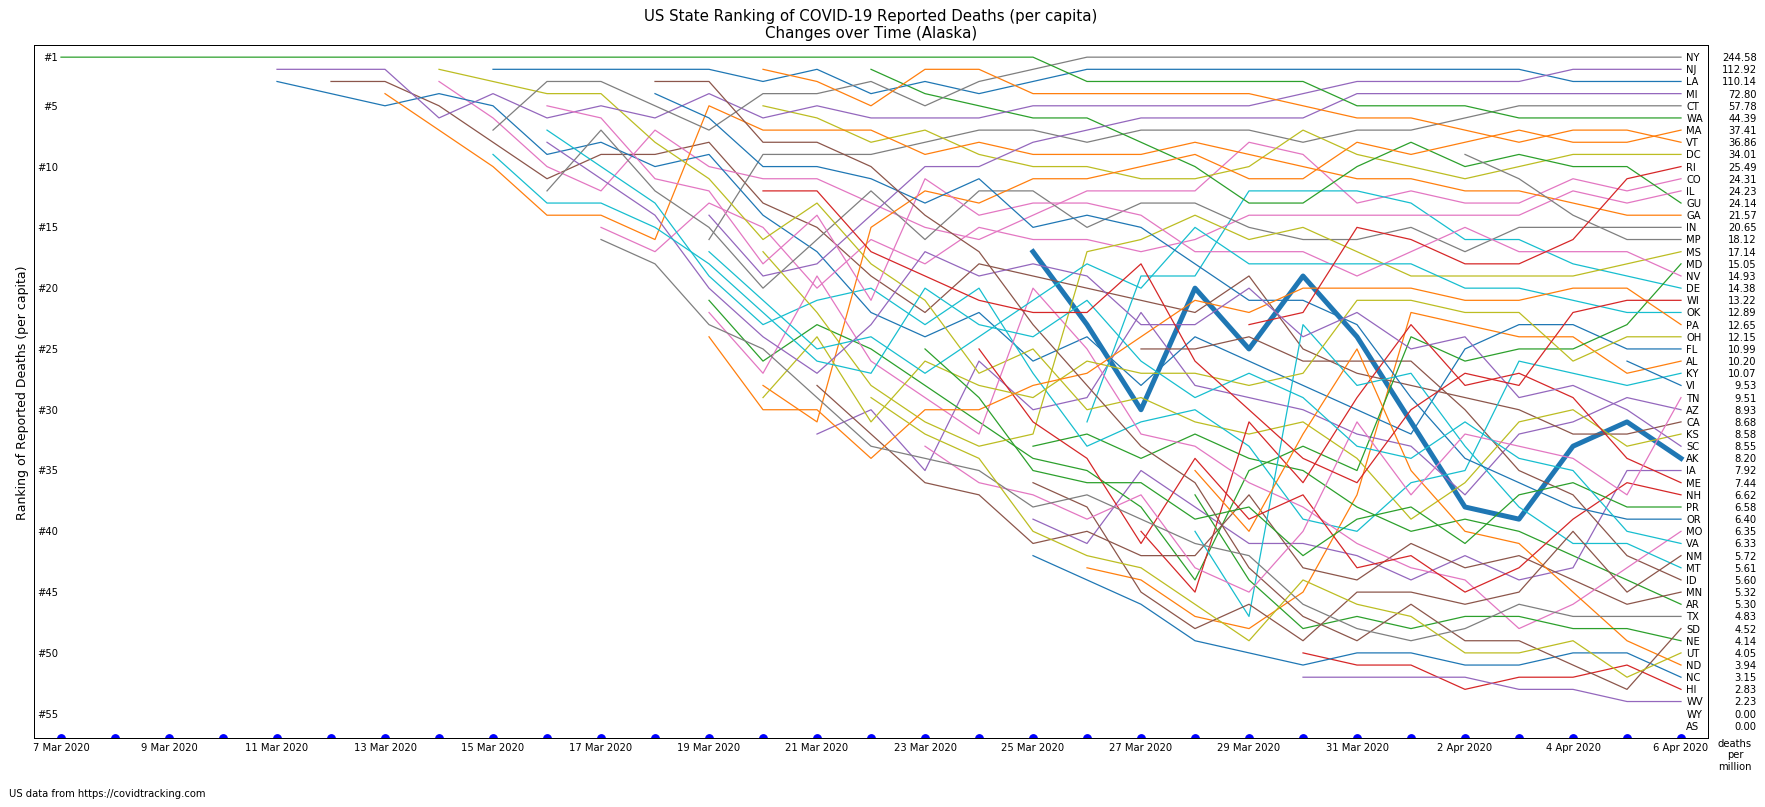 US State Ranking of COVID-19 Reported Deaths (per capita)
Changes over Time (Alaska)
Ranking of Reported Deaths (per capita)
#1
#5
#10
#15
#20
#25
#30
#35
#40
#45
#50
#55
NY 244.58
NJ 112.92
LA 110.14
MI 72.80
CT 57.78
WA 44.39
MA 37.41
VT 36.86
DC 34.01
RI 25.49
CO 24.31
IL 24.23
GU 24.14
GA 21.57
IN 20.65
MP 18.12
MS 17.14
MD 15.05
NV 14.93
DE 14.38
WI 13.22
OK 12.89
PA 12.65
OH 12.15
FL 10.99
AL 10.20
KY 10.07
VI 9.53
TN 9.51
AZ 8.93
CA 8.68
KS 8.58
SC 8.55
AK 8.20
IA 7.92
ME 7.44
NH 6.62
PR 6.58
OR 6.40
MO 6.35
VA 6.33
NM 5.72
MT 5.61
ID 5.60
MN 5.32
AR 5.30
TX 4.83
SD 4.52
NE 4.14
UT 4.05
ND 3.94
NC 3.15
HI 2.83
WV 2.23
WY 0.00
AS 0.00
7 Mar 2020 9 Mar 2020 11 Mar 2020 13 Mar 2020 15 Mar 2020 17 Mar 2020 19 Mar 2020 21 Mar 2020 23 Mar 2020 25 Mar 2020 27 Mar 2020 29 Mar 2020 31 Mar 2020 2 Apr 2020 4 Apr 2020 6 Apr 2020
deaths
per
million
US data from https://covidtracking.com